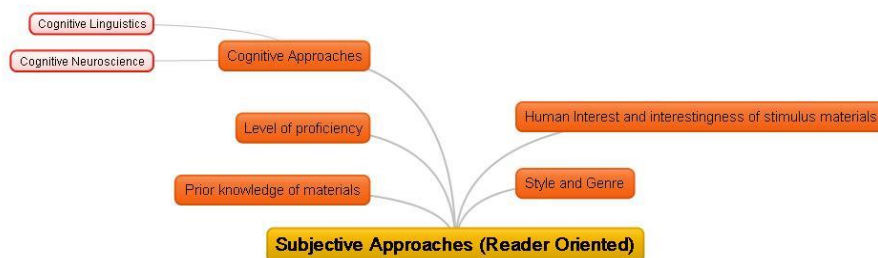 Cognitive Linguistics
Cognitive Neuroscience
Cognitive Approaches
Level of proficiency
Prior knowledge of materials
Human Interest and interestingness of stimulus materials
Style and Genre
Subjective Approaches (Reader Oriented)